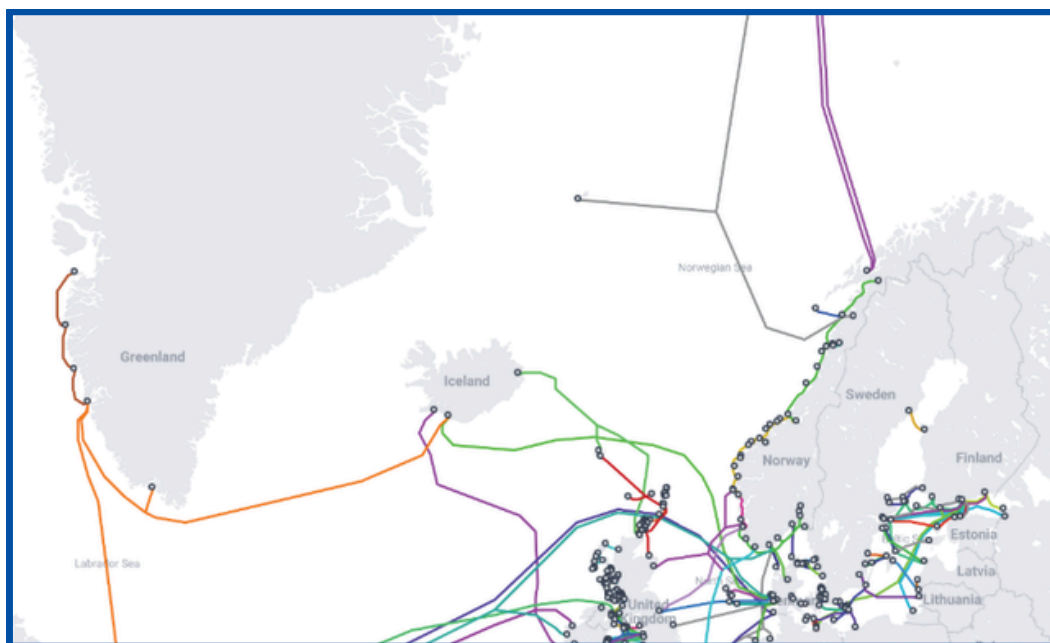 Norwegian Sea
Greenland
Iceland
Sweden
Norway
Finland
Estonia
Labrador Sea
Latvia
United
Kingdom
Lithuania